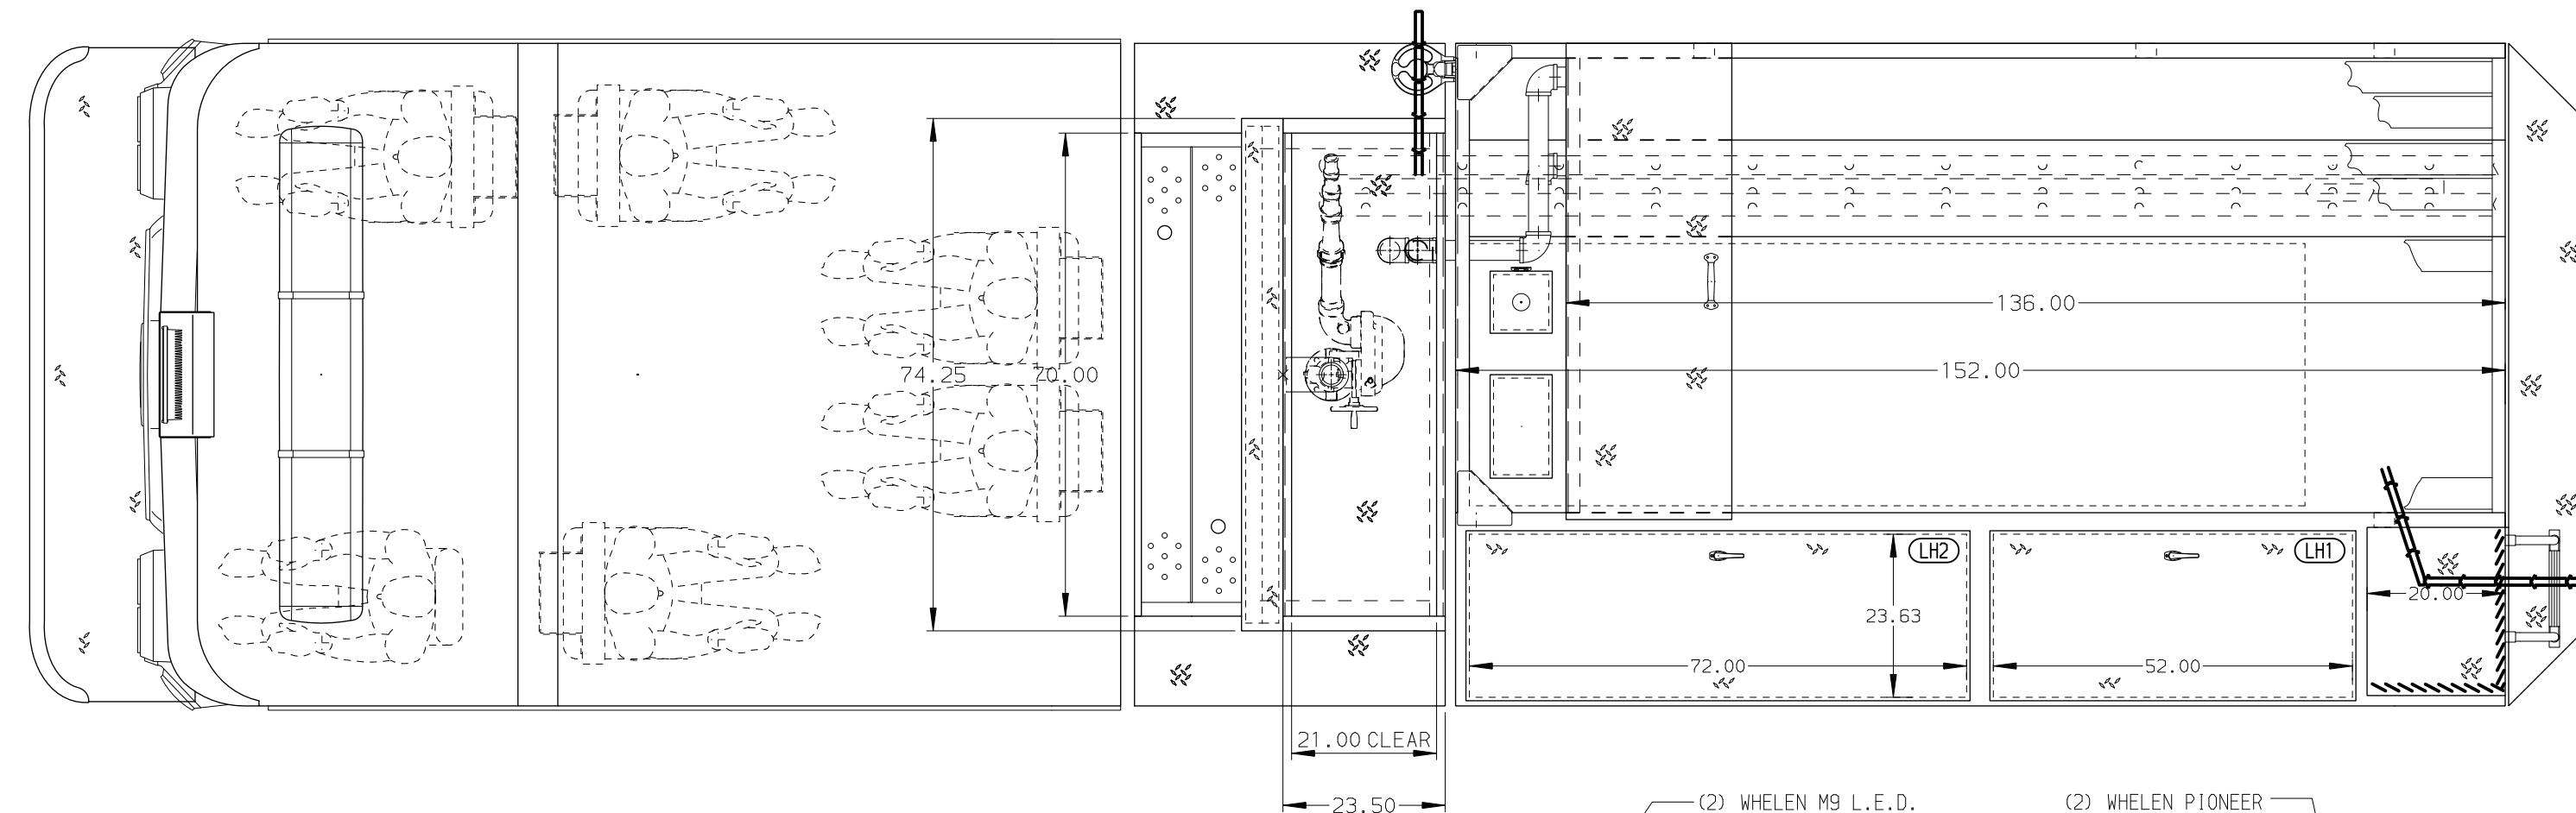 136.00
152.00
74.25
70.00
LH2
LH1
20.00
23.63
72.00
52.00
21.00 CLEAR
23.50
(2) WHELEN M9 L.E.D.
(2) WHELEN PIONEER